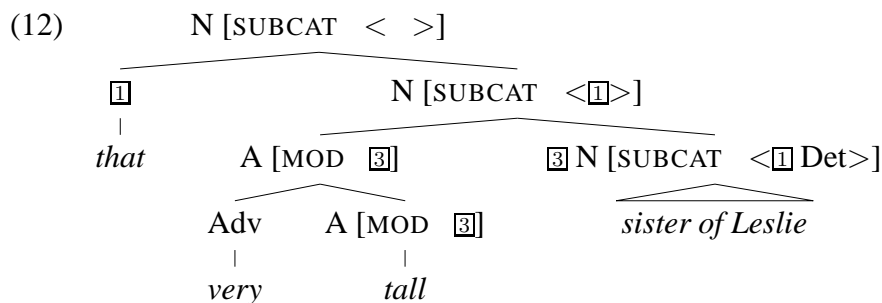 (12) N [SUBCAT < >]
1 N [SUBCAT <1>]
that A [MOD 3] 3 N [SUBCAT <1 Det>]
Adv A [MOD 3] sister of Leslie
very tall